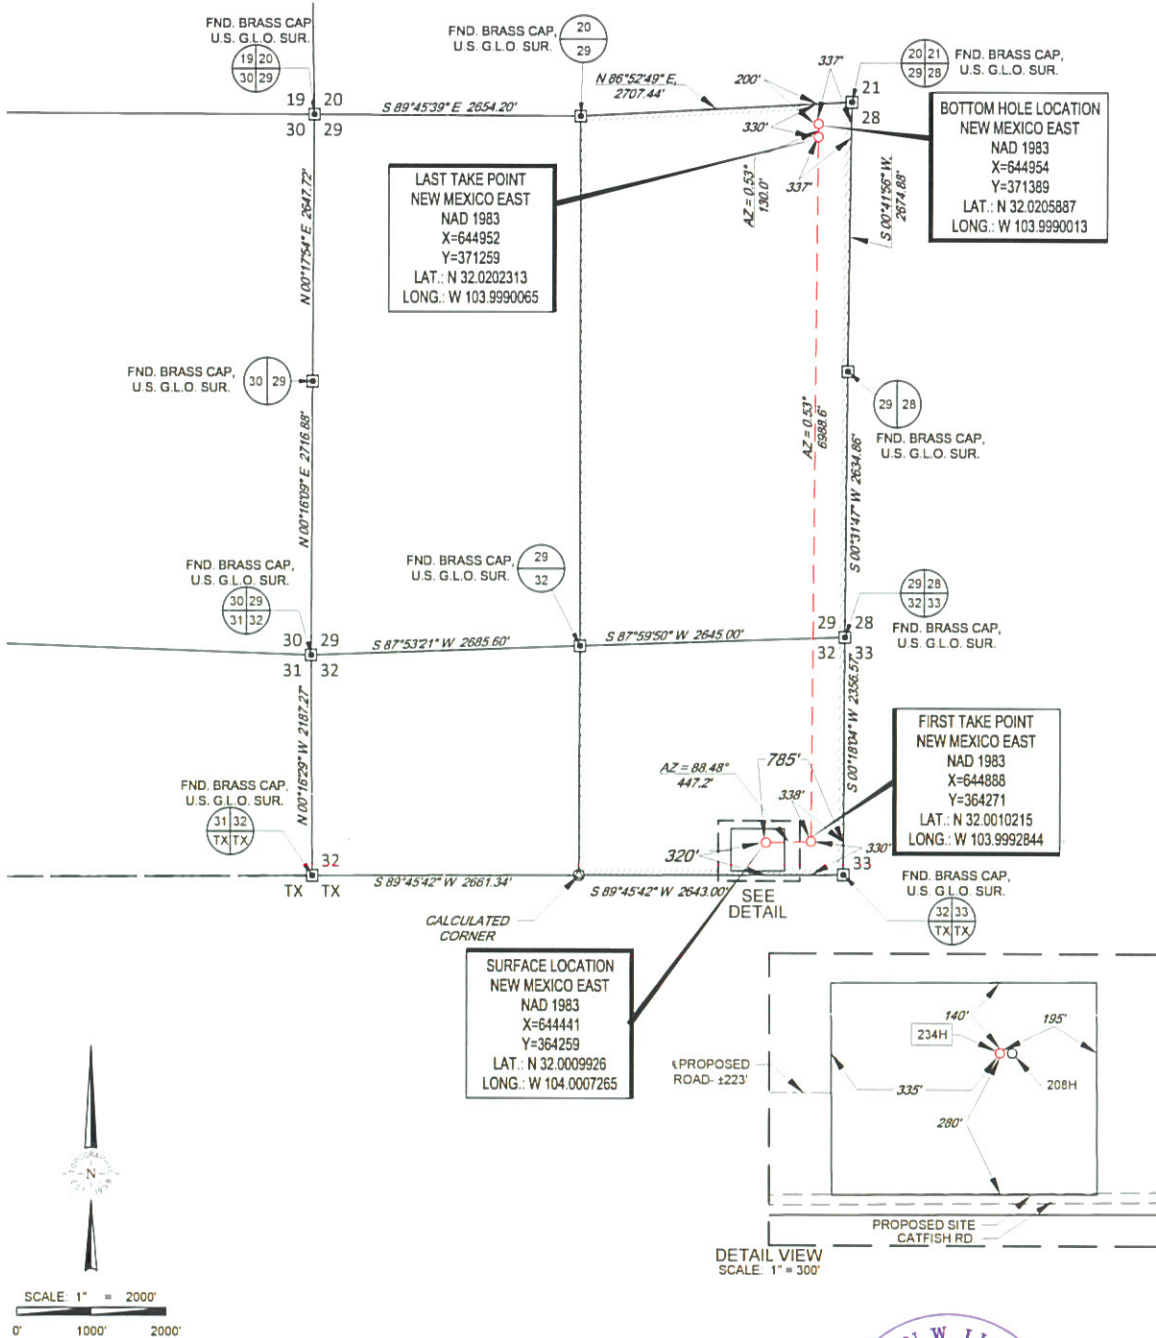 FND. BRASS CAP,
U.S. G.L.O. SUR.
19 20
30 29
FND. BRASS CAP,
U.S. G.L.O. SUR.
20
29
20 21
29 28
FND. BRASS CAP,
U.S. G.L.O. SUR.
19 20
30 29
S 89°45'39" E 2654.20'
N 86°52'49" E,
2707.44'
200'
337'
21
28
330'
337'
AZ = 0.53°
130.0'
S 00°41'56" W.
2674.88'
BOTTOM HOLE LOCATION
NEW MEXICO EAST
NAD 1983
X=644954
Y=371389
LAT.: N 32.0205887
LONG.: W 103.9990013
LAST TAKE POINT
NEW MEXICO EAST
NAD 1983
X=644952
Y=371259
LAT.: N 32.0202313
LONG.: W 103.9990065
N 00°17'54" E 2647.72'
FND. BRASS CAP,
U.S. G.L.O. SUR.
30 29
29 28
FND. BRASS CAP,
U.S. G.L.O. SUR.
AZ = 0.53°
6988.6'
N 00°16'09" E 2716.88'
S 00°31'47" W 2634.86'
FND. BRASS CAP,
U.S. G.L.O. SUR.
30 29
31 32
FND. BRASS CAP,
U.S. G.L.O. SUR.
29
32
29 28
32 33
FND. BRASS CAP,
U.S. G.L.O. SUR.
30 29
31 32
S 87°53'21" W 2685.60'
S 87°59'50" W 2645.00'
29 28
32 33
N 00°16'29" W 2187.27'
S 00°18'04" W 2356.57'
FIRST TAKE POINT
NEW MEXICO EAST
NAD 1983
X=644888
Y=364271
LAT.: N 32.0010215
LONG.: W 103.9992844
AZ = 88.48°
447.2'
785'
338'
330'
320'
FND. BRASS CAP,
U.S. G.L.O. SUR.
31 32
TX TX
32
TX TX
S 89°45'42" W 2661.34'
S 89°45'42" W 2643.00'
33
SEE
DETAIL
FND. BRASS CAP,
U.S. G.L.O. SUR.
32 33
TX TX
CALCULATED
CORNER
SURFACE LOCATION
NEW MEXICO EAST
NAD 1983
X=644441
Y=364259
LAT.: N 32.0009926
LONG.: W 104.0007265
PROPOSED
ROAD- ±223'
140'
195'
234H
208H
335'
280'
PROPOSED SITE
CATFISH RD
DETAIL VIEW
SCALE: 1" = 300'
TOPOGRAPHIC
N
EST. 1958
SCALE: 1" = 2000'
0' 1000' 2000'